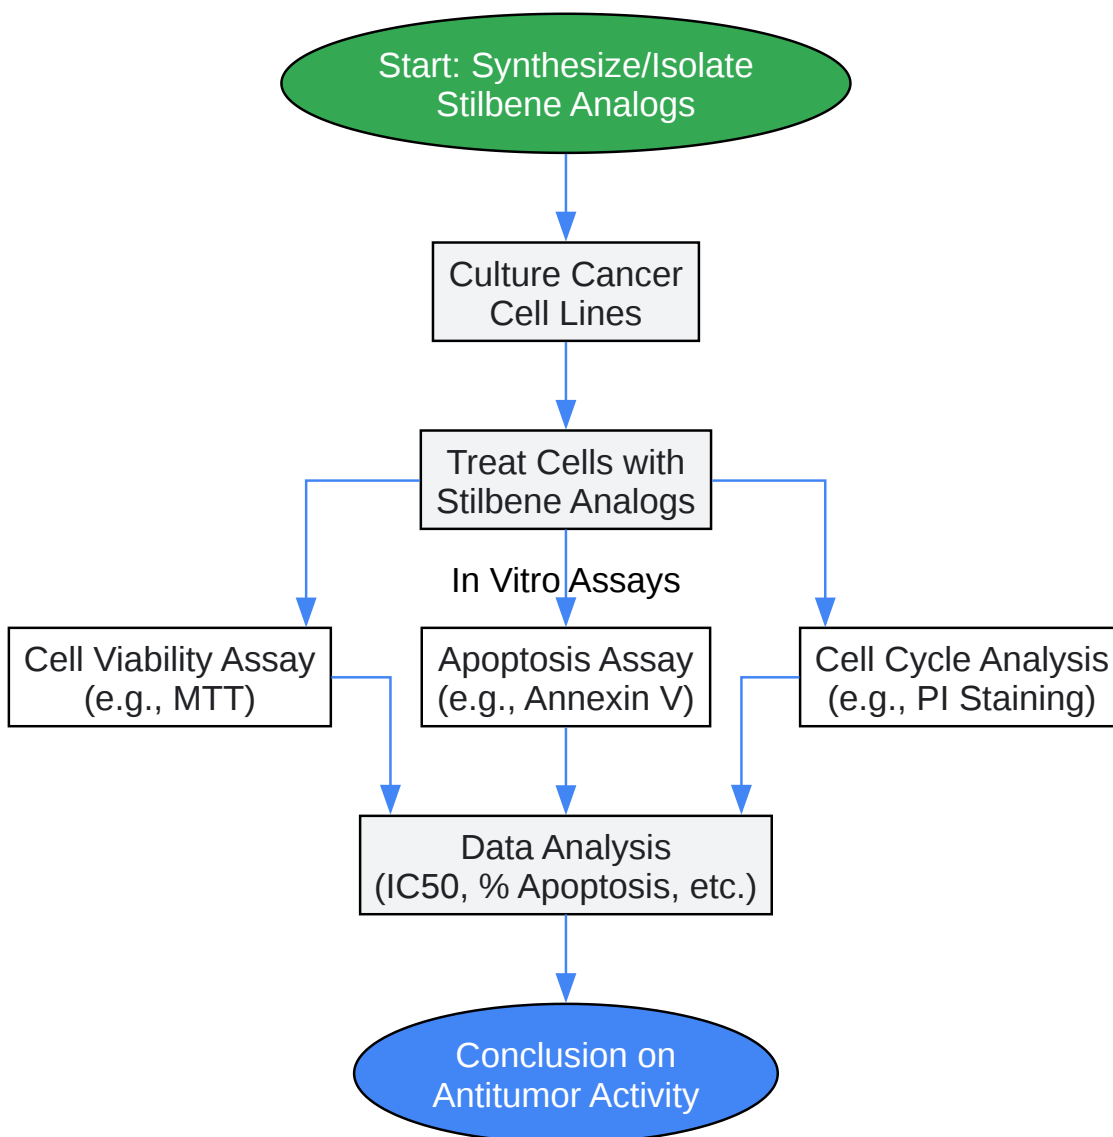 Start: Synthesize/Isolate
Stilbene Analogs
Culture Cancer
Cell Lines
Treat Cells with
Stilbene Analogs
In Vitro Assays
Cell Viability Assay
(e.g., MTT)
Apoptosis Assay
(e.g., Annexin V)
Cell Cycle Analysis
(e.g., PI Staining)
Data Analysis
(IC50, % Apoptosis, etc.)
Conclusion on
Antitumor Activity